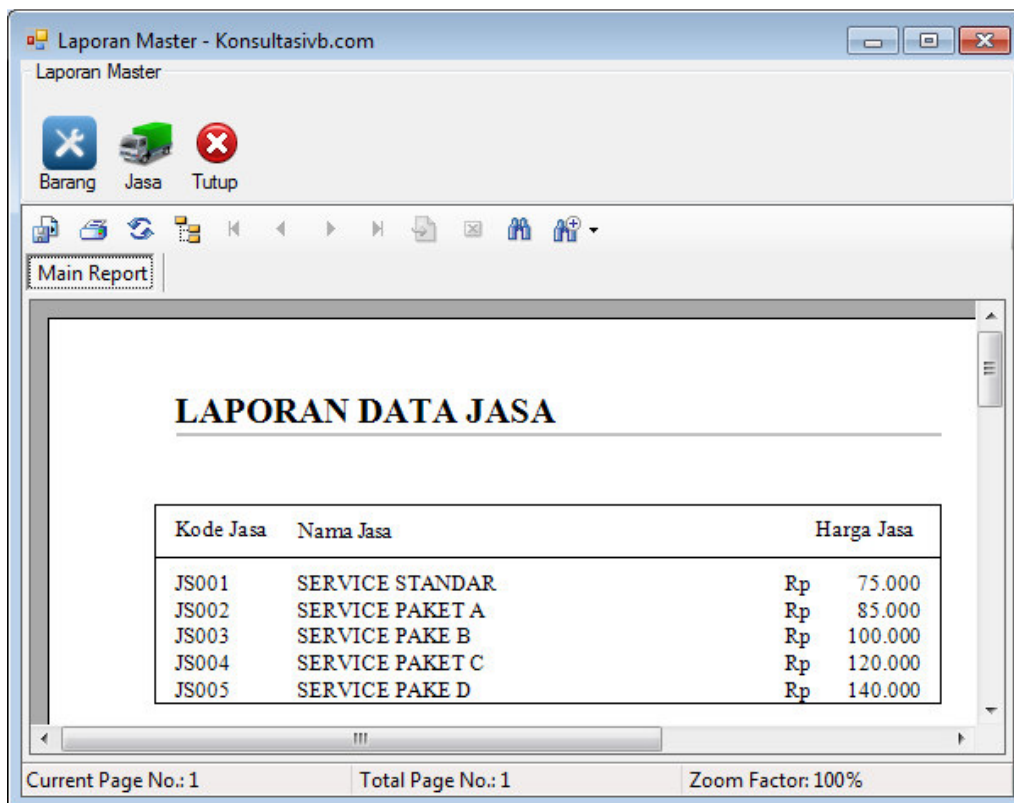 Laporan Master - Konsultasivb.com
Laporan Master
Barang Jasa Tutup
Main Report
LAPORAN DATA JASA
Kode Jasa Nama Jasa Harga Jasa
JS001 SERVICE STANDAR Rp 75.000
JS002 SERVICE PAKET A Rp 85.000
JS003 SERVICE PAKE B Rp 100.000
JS004 SERVICE PAKET C Rp 120.000
JS005 SERVICE PAKE D Rp 140.000
Current Page No.: 1 Total Page No.: 1 Zoom Factor: 100%